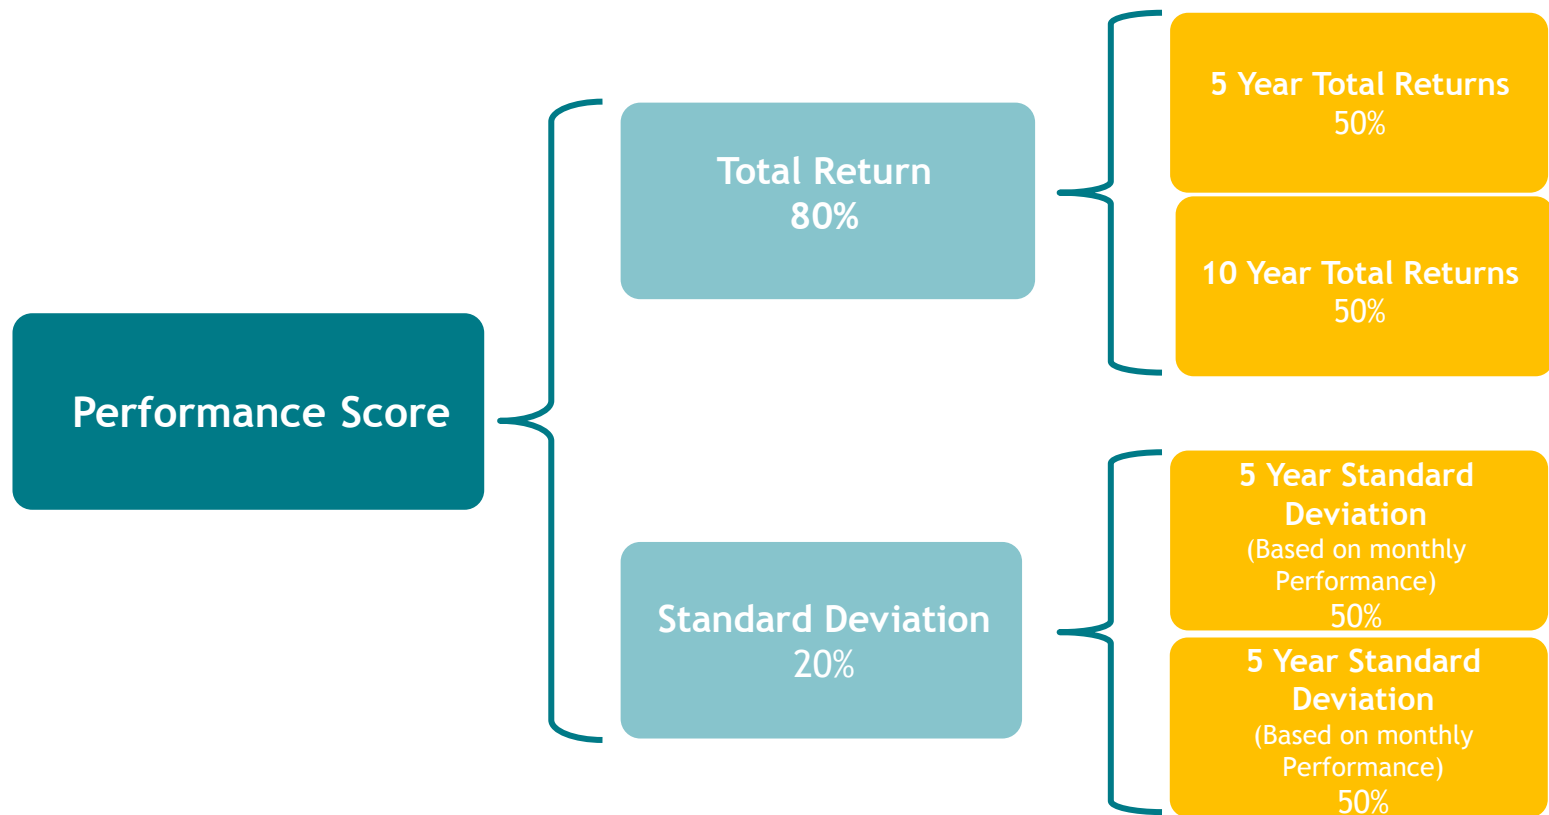 Performance Score
Total Return
80%
5 Year Total Returns
50%
10 Year Total Returns
50%
Standard Deviation
20%
5 Year Standard
Deviation
(Based on monthly
Performance)
50%
5 Year Standard
Deviation
(Based on monthly
Performance)
50%